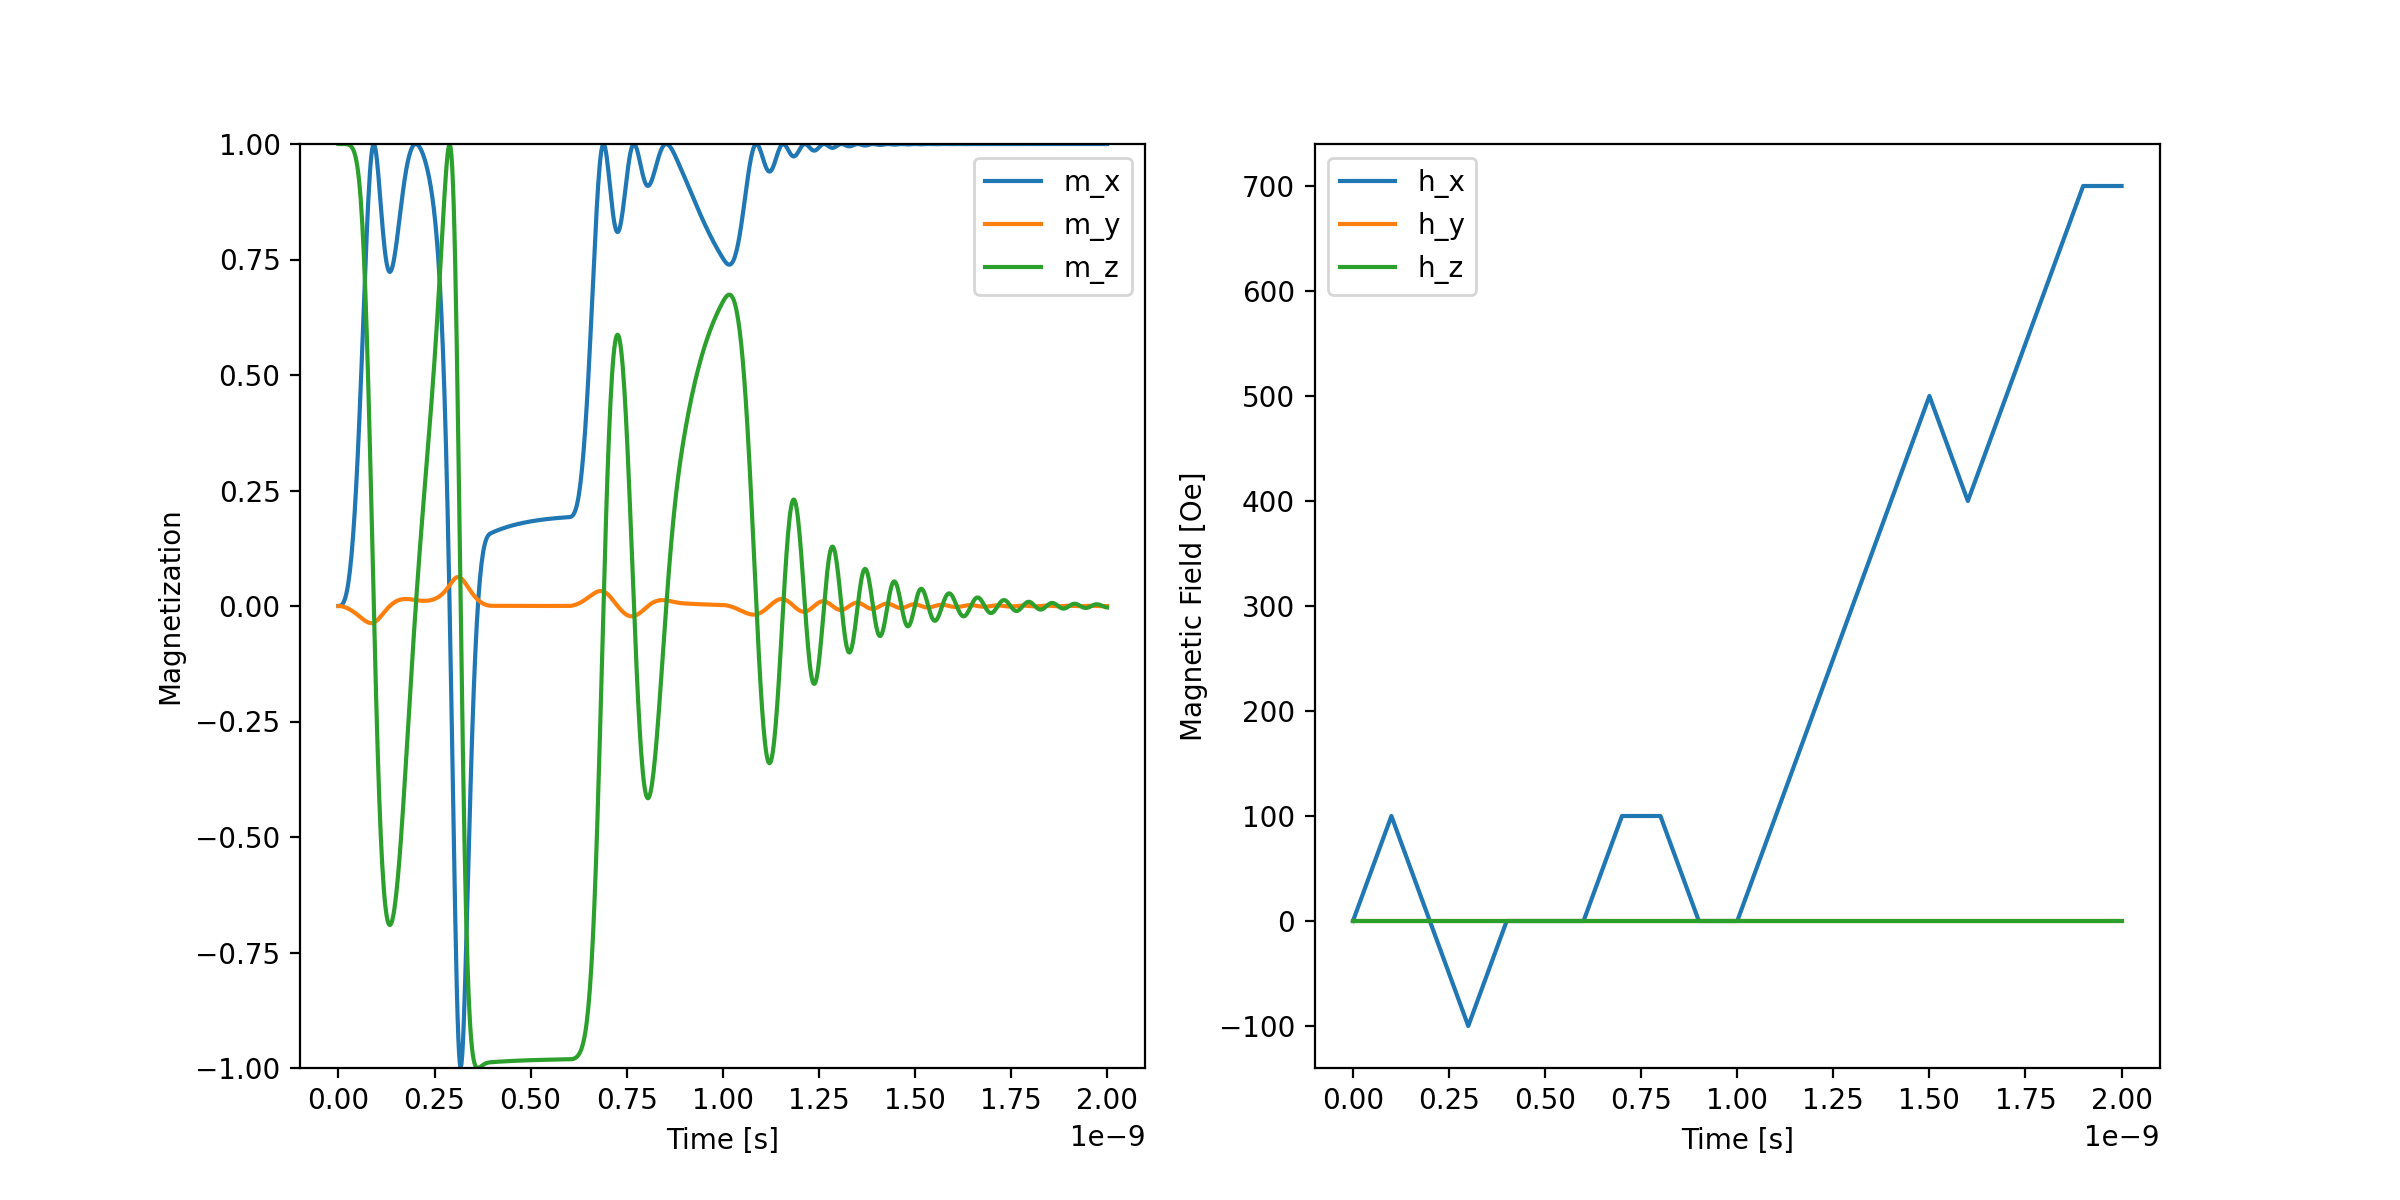 1.00
0.75
0.50
0.25
0.00
−0.25
−0.50
−0.75
−1.00
Magnetization
m_x
m_y
m_z
0.00 0.25 0.50 0.75 1.00 1.25 1.50 1.75 2.00
Time [s]
1e−9
700
600
500
400
300
200
100
0
−100
Magnetic Field [Oe]
h_x
h_y
h_z
0.00 0.25 0.50 0.75 1.00 1.25 1.50 1.75 2.00
Time [s]
1e−9